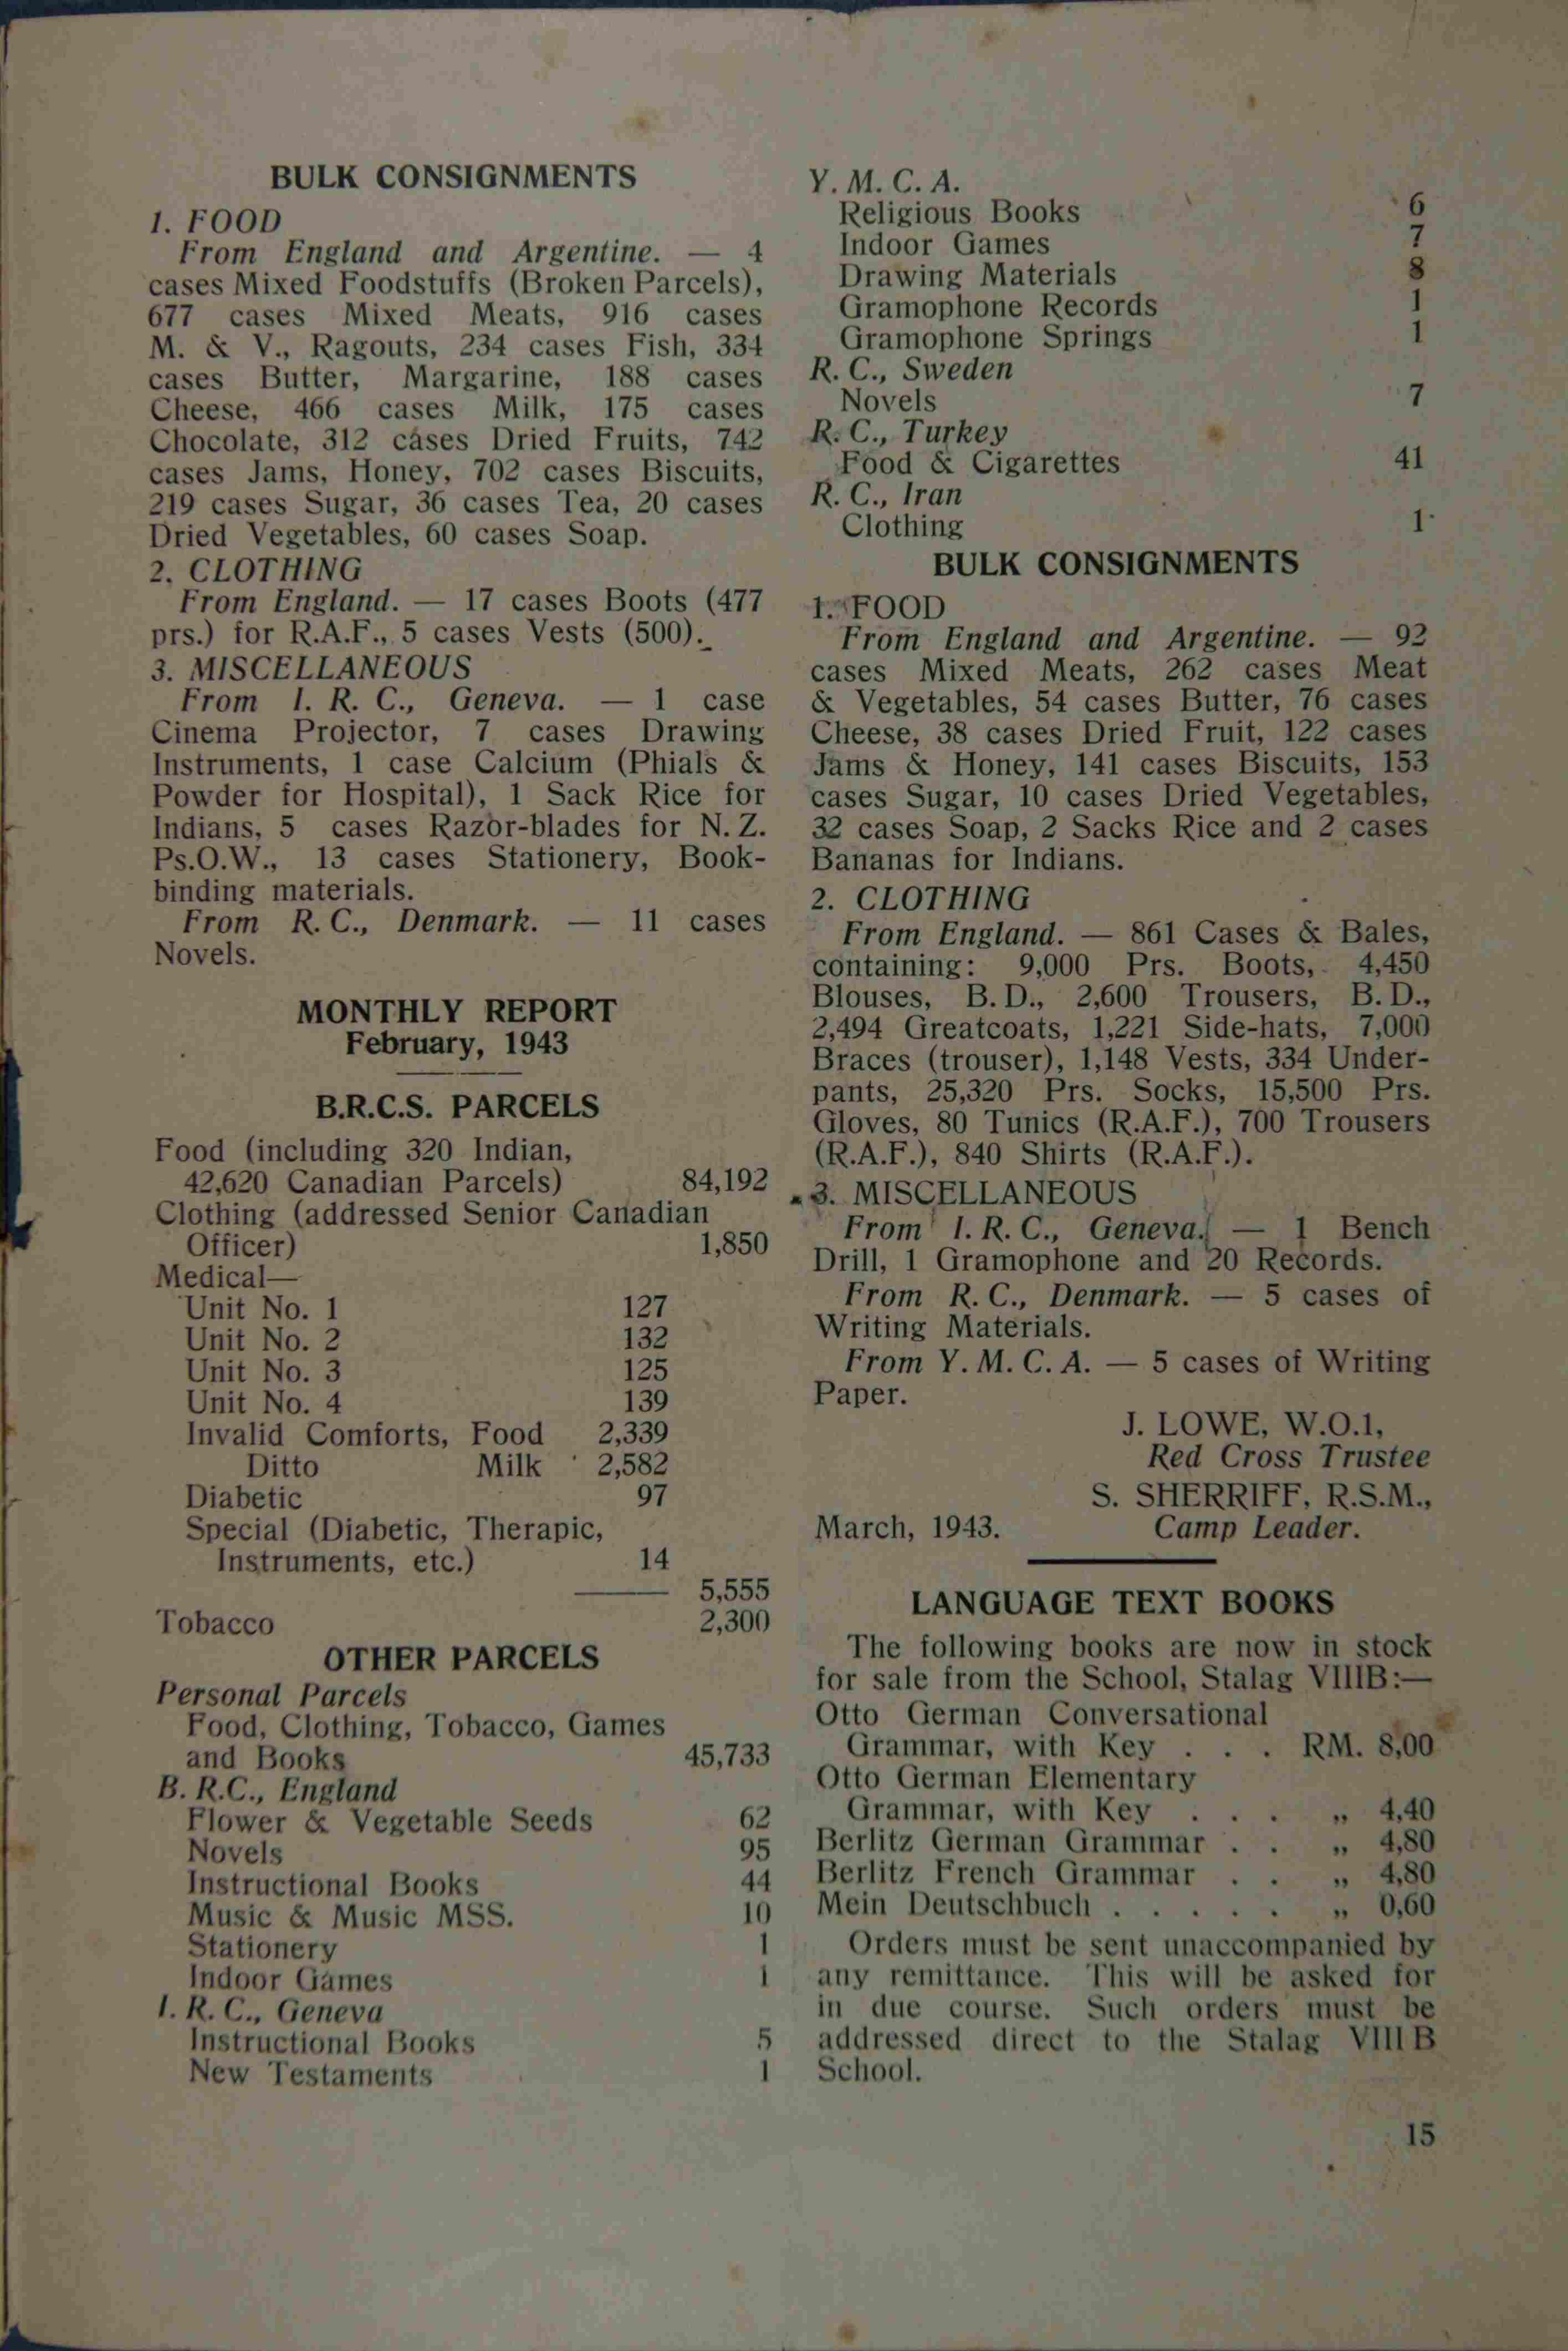 BULK CONSIGNMENTS
1. FOOD
From England and Argentine. — 4
cases Mixed Foodstuffs (Broken Parcels),
677 cases Mixed Meats, 916 cases
M. & V., Ragouts, 234 cases Fish, 334
cases Butter, Margarine, 188 cases
Cheese, 466 cases Milk, 175 cases
Chocolate, 312 cases Dried Fruits, 742
cases Jams, Honey, 702 cases Biscuits,
219 cases Sugar, 36 cases Tea, 20 cases
Dried Vegetables, 60 cases Soap.
2. CLOTHING
From England. — 17 cases Boots (477
prs.) for R.A.F., 5 cases Vests (500).
3. MISCELLANEOUS
From I. R. C., Geneva. — 1 case
Cinema Projector, 7 cases Drawing
Instruments, 1 case Calcium (Phials &
Powder for Hospital), 1 Sack Rice for
Indians, 5 cases Razor-blades for N. Z.
Ps.O.W., 13 cases Stationery, Book-
binding materials.
From R. C., Denmark. — 11 cases
Novels.
MONTHLY REPORT
February, 1943
B.R.C.S. PARCELS
Food (including 320 Indian,
42,620 Canadian Parcels) 84,192
Clothing (addressed Senior Canadian
Officer) 1,850
Medical—
Unit No. 1 127
Unit No. 2 132
Unit No. 3 125
Unit No. 4 139
Invalid Comforts, Food 2,339
Ditto Milk 2,582
Diabetic 97
Special (Diabetic, Therapic,
Instruments, etc.) 14
5,555
Tobacco 2,300
OTHER PARCELS
Personal Parcels
Food, Clothing, Tobacco, Games
and Books 45,733
B. R.C., England
Flower & Vegetable Seeds 62
Novels 95
Instructional Books 44
Music & Music MSS. 10
Stationery 1
Indoor Games 1
I. R. C., Geneva
Instructional Books 5
New Testaments 1
Y. M. C. A.
Religious Books 6
Indoor Games 7
Drawing Materials 8
Gramophone Records 1
Gramophone Springs 1
R. C., Sweden
Novels 7
R. C., Turkey
Food & Cigarettes 41
R. C., Iran
Clothing 1
BULK CONSIGNMENTS
1. FOOD
From England and Argentine. — 92
cases Mixed Meats, 262 cases Meat
& Vegetables, 54 cases Butter, 76 cases
Cheese, 38 cases Dried Fruit, 122 cases
Jams & Honey, 141 cases Biscuits, 153
cases Sugar, 10 cases Dried Vegetables,
32 cases Soap, 2 Sacks Rice and 2 cases
Bananas for Indians.
2. CLOTHING
From England. — 861 Cases & Bales,
containing: 9,000 Prs. Boots, 4,450
Blouses, B. D., 2,600 Trousers, B. D.,
2,494 Greatcoats, 1,221 Side-hats, 7,000
Braces (trouser), 1,148 Vests, 334 Under-
pants, 25,320 Prs. Socks, 15,500 Prs.
Gloves, 80 Tunics (R.A.F.), 700 Trousers
(R.A.F.), 840 Shirts (R.A.F.).
3. MISCELLANEOUS
From I. R. C., Geneva. — 1 Bench
Drill, 1 Gramophone and 20 Records.
From R. C., Denmark. — 5 cases of
Writing Materials.
From Y. M. C. A. — 5 cases of Writing
Paper.
J. LOWE, W.O.1,
Red Cross Trustee
S. SHERRIFF, R.S.M.,
March, 1943. Camp Leader.
LANGUAGE TEXT BOOKS
The following books are now in stock
for sale from the School, Stalag VIIIB:—
Otto German Conversational
Grammar, with Key . . . RM. 8,00
Otto German Elementary
Grammar, with Key . . . „ 4,40
Berlitz German Grammar . . „ 4,80
Berlitz French Grammar . . „ 4,80
Mein Deutschbuch . . . . . „ 0,60
Orders must be sent unaccompanied by
any remittance. This will be asked for
in due course. Such orders must be
addressed direct to the Stalag VIII B
School.
15